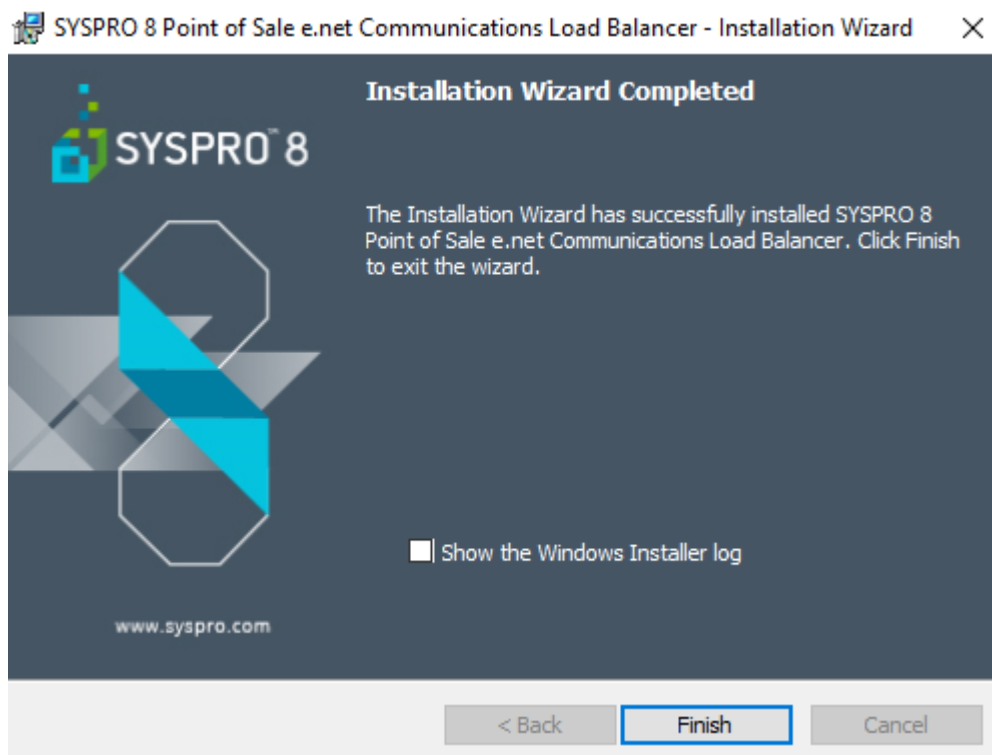 SYSPRO 8 Point of Sale e.net Communications Load Balancer - Installation Wizard
SYSPRO™ 8
Installation Wizard Completed
The Installation Wizard has successfully installed SYSPRO 8
Point of Sale e.net Communications Load Balancer. Click Finish
to exit the wizard.
Show the Windows Installer log
www.syspro.com
< Back
Finish
Cancel